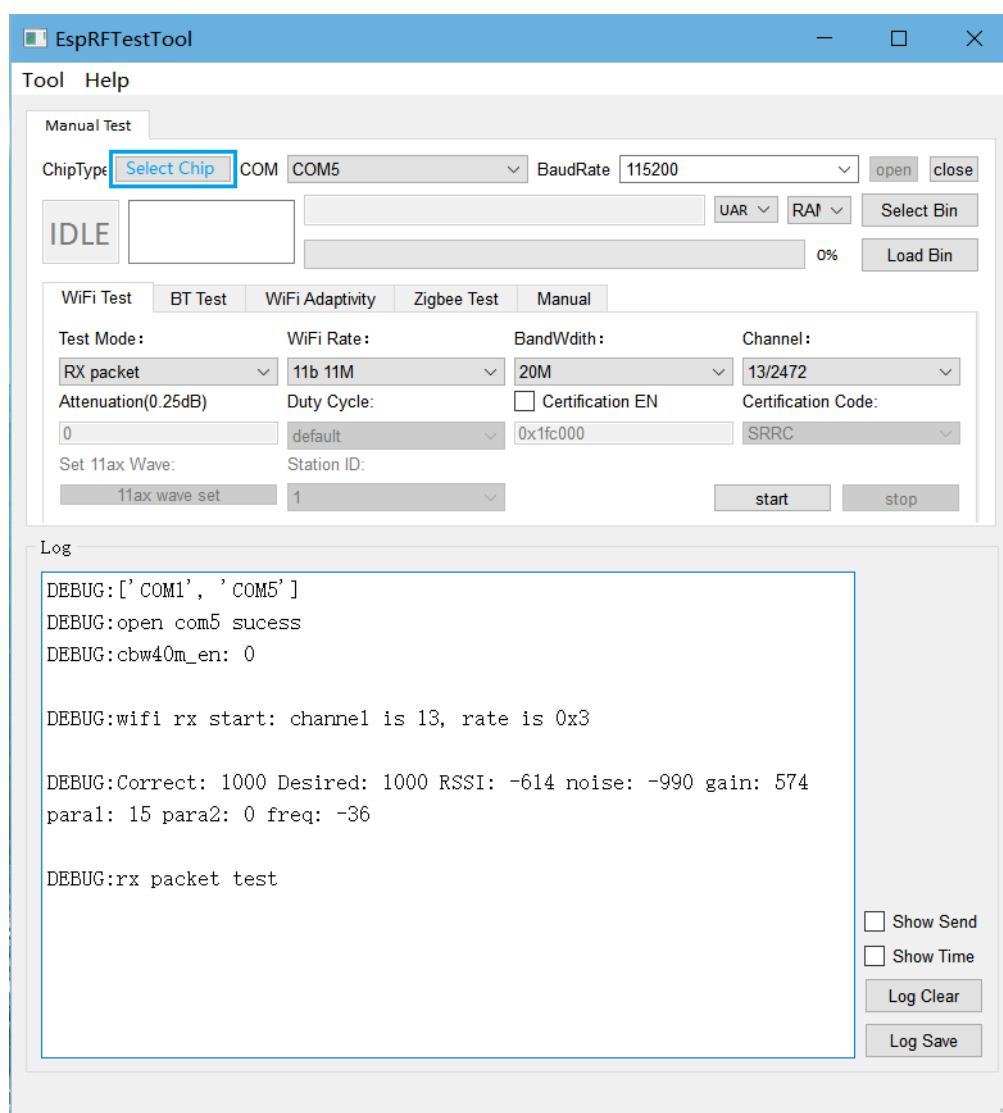 EspRFTestTool
Tool Help
Manual Test
ChipType Select Chip COM COM5 BaudRate 115200 open close
IDLE UAR RAM Select Bin
0% Load Bin
WiFi Test BT Test WiFi Adaptivity Zigbee Test Manual
Test Mode: WiFi Rate: BandWdith: Channel:
RX packet 11b 11M 20M 13/2472
Attenuation(0.25dB) Duty Cycle: Certification EN Certification Code:
0 default 0x1fc000 SRRC
Set 11ax Wave: Station ID:
11ax wave set 1 start stop
Log
DEBUG:['COM1', 'COM5']
DEBUG:open com5 sucess
DEBUG:cbw40m_en: 0
DEBUG:wifi rx start: channel is 13, rate is 0x3
DEBUG:Correct: 1000 Desired: 1000 RSSI: -614 noise: -990 gain: 574
para1: 15 para2: 0 freq: -36
DEBUG:rx packet test
Show Send
Show Time
Log Clear
Log Save